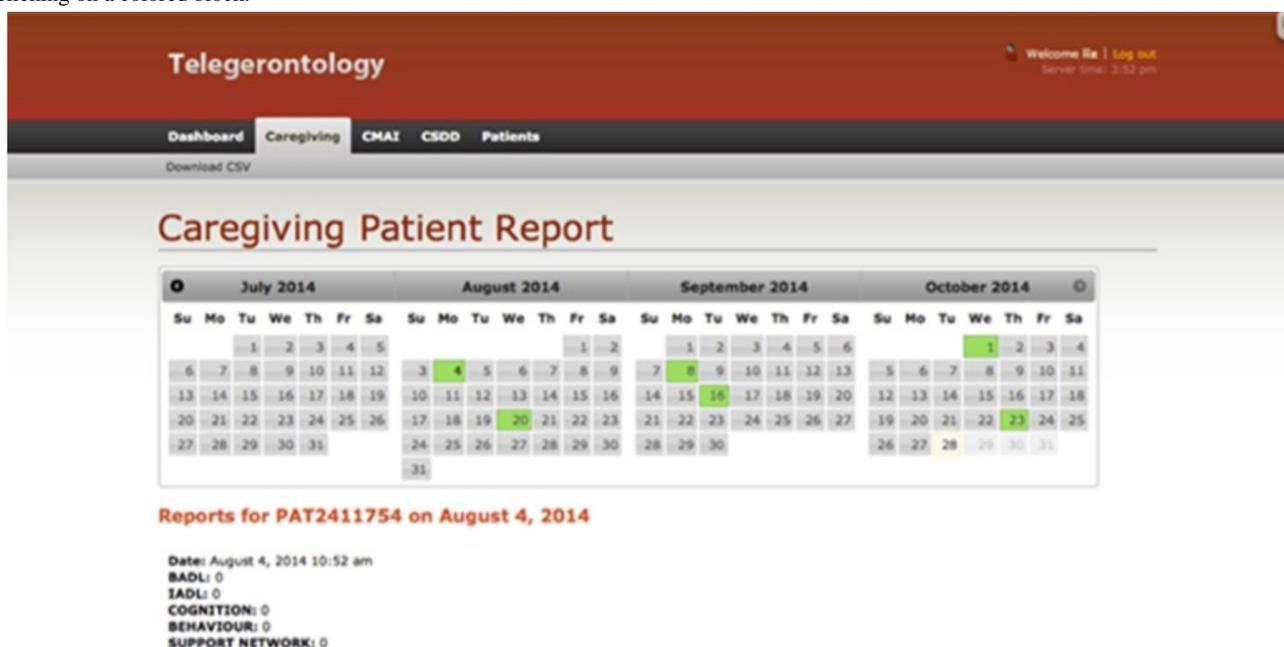 Telegerontology
Welcome liz | Log out
Server time: 3:52 pm
Dashboard Caregiving CMAI CSDD Patients
Download CSV
Caregiving Patient Report
July 2014 August 2014 September 2014 October 2014
Su Mo Tu We Th Fr Sa Su Mo Tu We Th Fr Sa Su Mo Tu We Th Fr Sa Su Mo Tu We Th Fr Sa
1 2 3 4 5 1 2 1 2 3 4 5 6 1 2 3 4
6 7 8 9 10 11 12 3 4 5 6 7 8 9 7 8 9 10 11 12 13 5 6 7 8 9 10 11
13 14 15 16 17 18 19 10 11 12 13 14 15 16 14 15 16 17 18 19 20 12 13 14 15 16 17 18
20 21 22 23 24 25 26 17 18 19 20 21 22 23 21 22 23 24 25 26 27 19 20 21 22 23 24 25
27 28 29 30 31 24 25 26 27 28 29 30 28 29 30 26 27 28 29 30 31
31
Reports for PAT2411754 on August 4, 2014
Date: August 4, 2014 10:52 am
BADL: 0
IADL: 0
COGNITION: 0
BEHAVIOUR: 0
SUPPORT NETWORK: 0